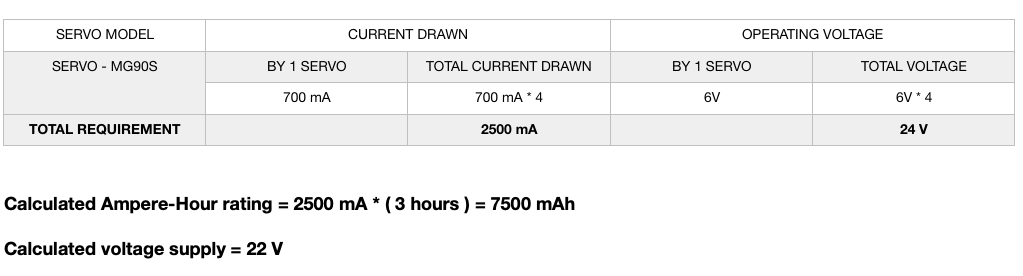 SERVO MODEL CURRENT DRAWN OPERATING VOLTAGE
SERVO - MG90S BY 1 SERVO TOTAL CURRENT DRAWN BY 1 SERVO TOTAL VOLTAGE
700 mA 700 mA * 4 6V 6V * 4
TOTAL REQUIREMENT 2500 mA 24 V
Calculated Ampere-Hour rating = 2500 mA * ( 3 hours ) = 7500 mAh
Calculated voltage supply = 22 V